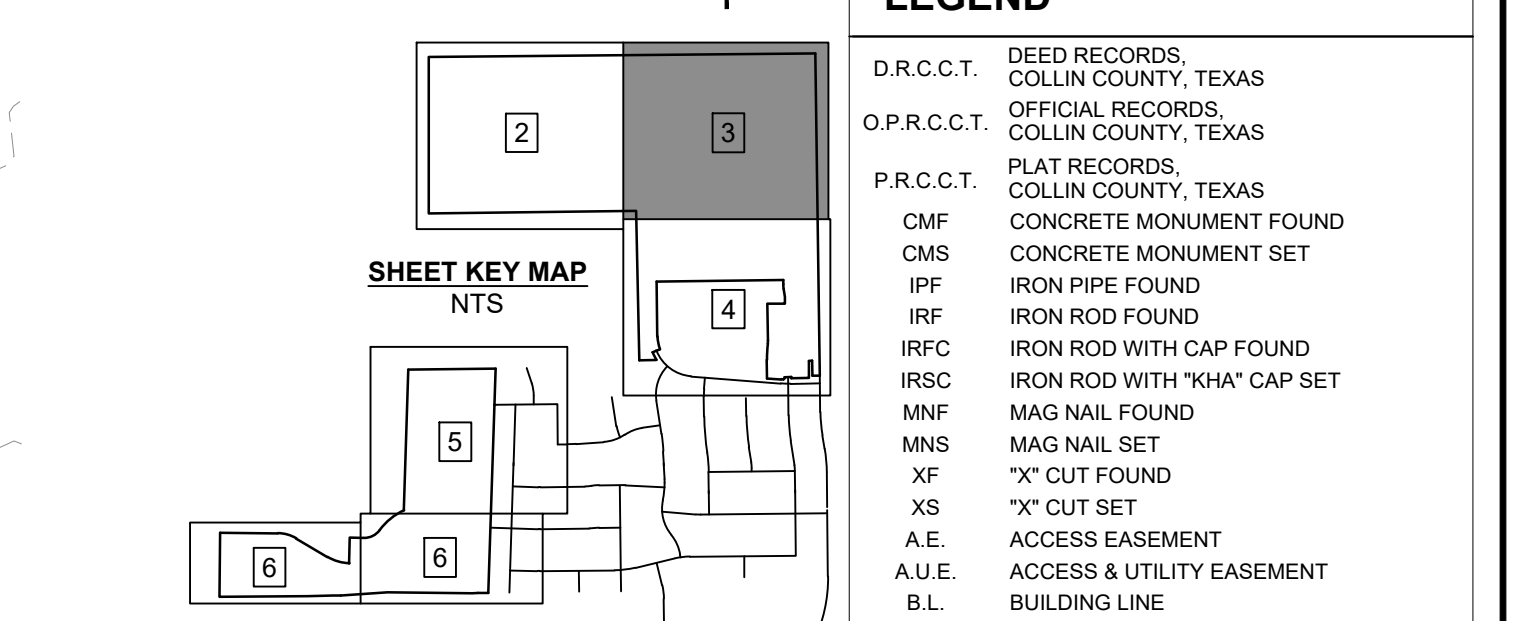 LEGEND
2
3
SHEET KEY MAP
NTS
4
5
6
6
D.R.C.C.T. DEED RECORDS,
COLLIN COUNTY, TEXAS
O.P.R.C.C.T. OFFICIAL RECORDS,
COLLIN COUNTY, TEXAS
P.R.C.C.T. PLAT RECORDS,
COLLIN COUNTY, TEXAS
CMF CONCRETE MONUMENT FOUND
CMS CONCRETE MONUMENT SET
IPF IRON PIPE FOUND
IRF IRON ROD FOUND
IRFC IRON ROD WITH CAP FOUND
IRSC IRON ROD WITH "KHA" CAP SET
MNF MAG NAIL FOUND
MNS MAG NAIL SET
XF "X" CUT FOUND
XS "X" CUT SET
A.E. ACCESS EASEMENT
A.U.E. ACCESS & UTILITY EASEMENT
B.L. BUILDING LINE